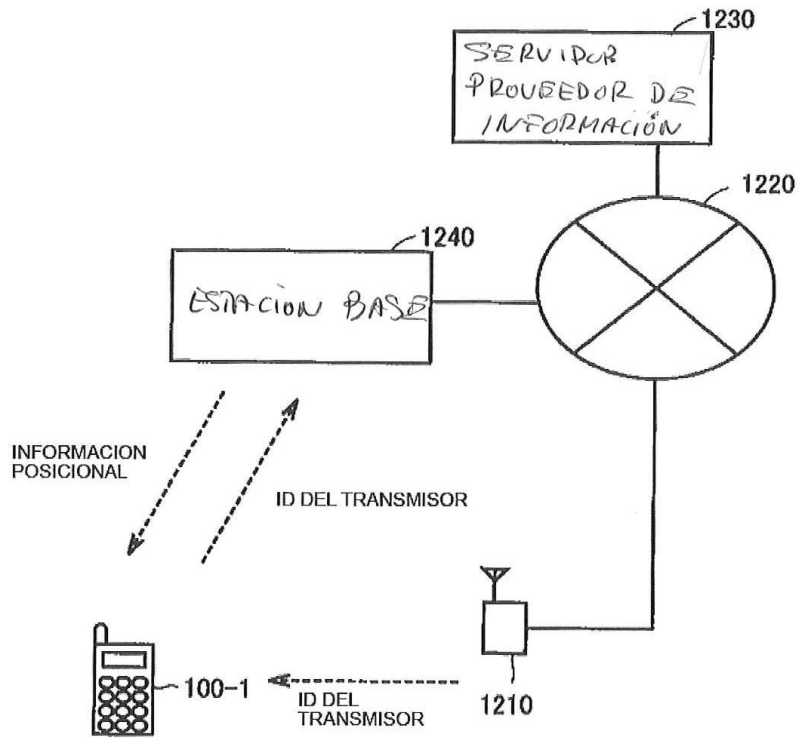 1230
SERVIDOR
PROVEEDOR DE
INFORMACIÓN
1220
1240
ESTACION BASE
INFORMACION
POSICIONAL
ID DEL TRANSMISOR
100-1
ID DEL
TRANSMISOR
1210